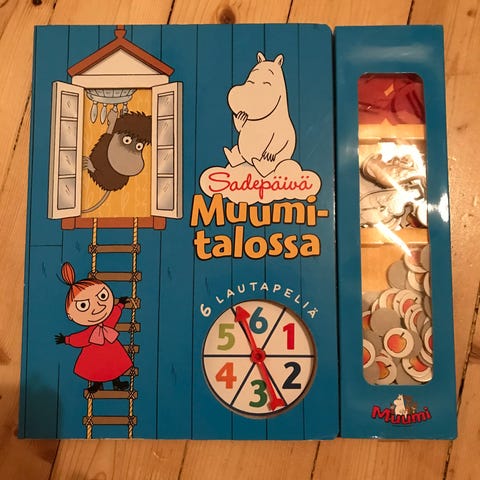 Sadepäivä
Muumi-
talossa
6 LAUTAPELIÄ
5 6 1
4 3 2
Muumi